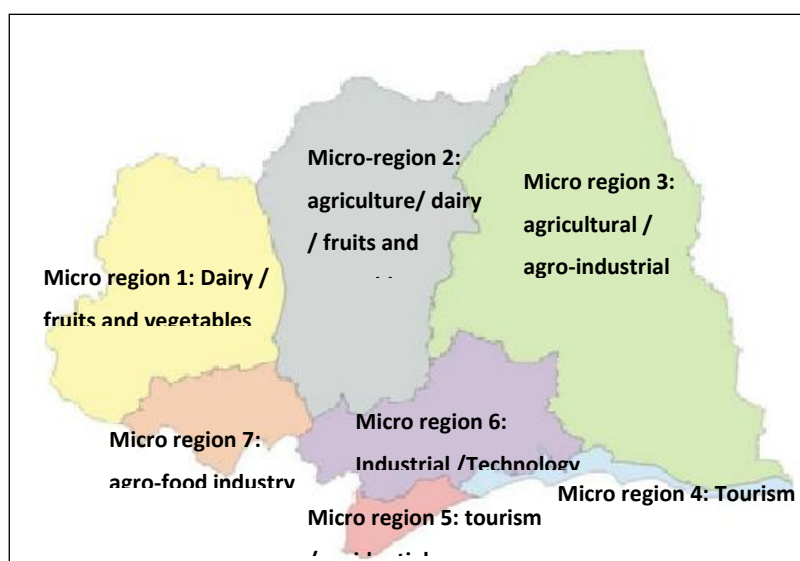 Micro-region 2:
agriculture/ dairy
/ fruits and
Micro region 3:
agricultural /
agro-industrial
Micro region 1: Dairy /
fruits and vegetables
Micro region 6:
Industrial /Technology
Micro region 7:
agro-food industry
Micro region 4: Tourism
Micro region 5: tourism
/